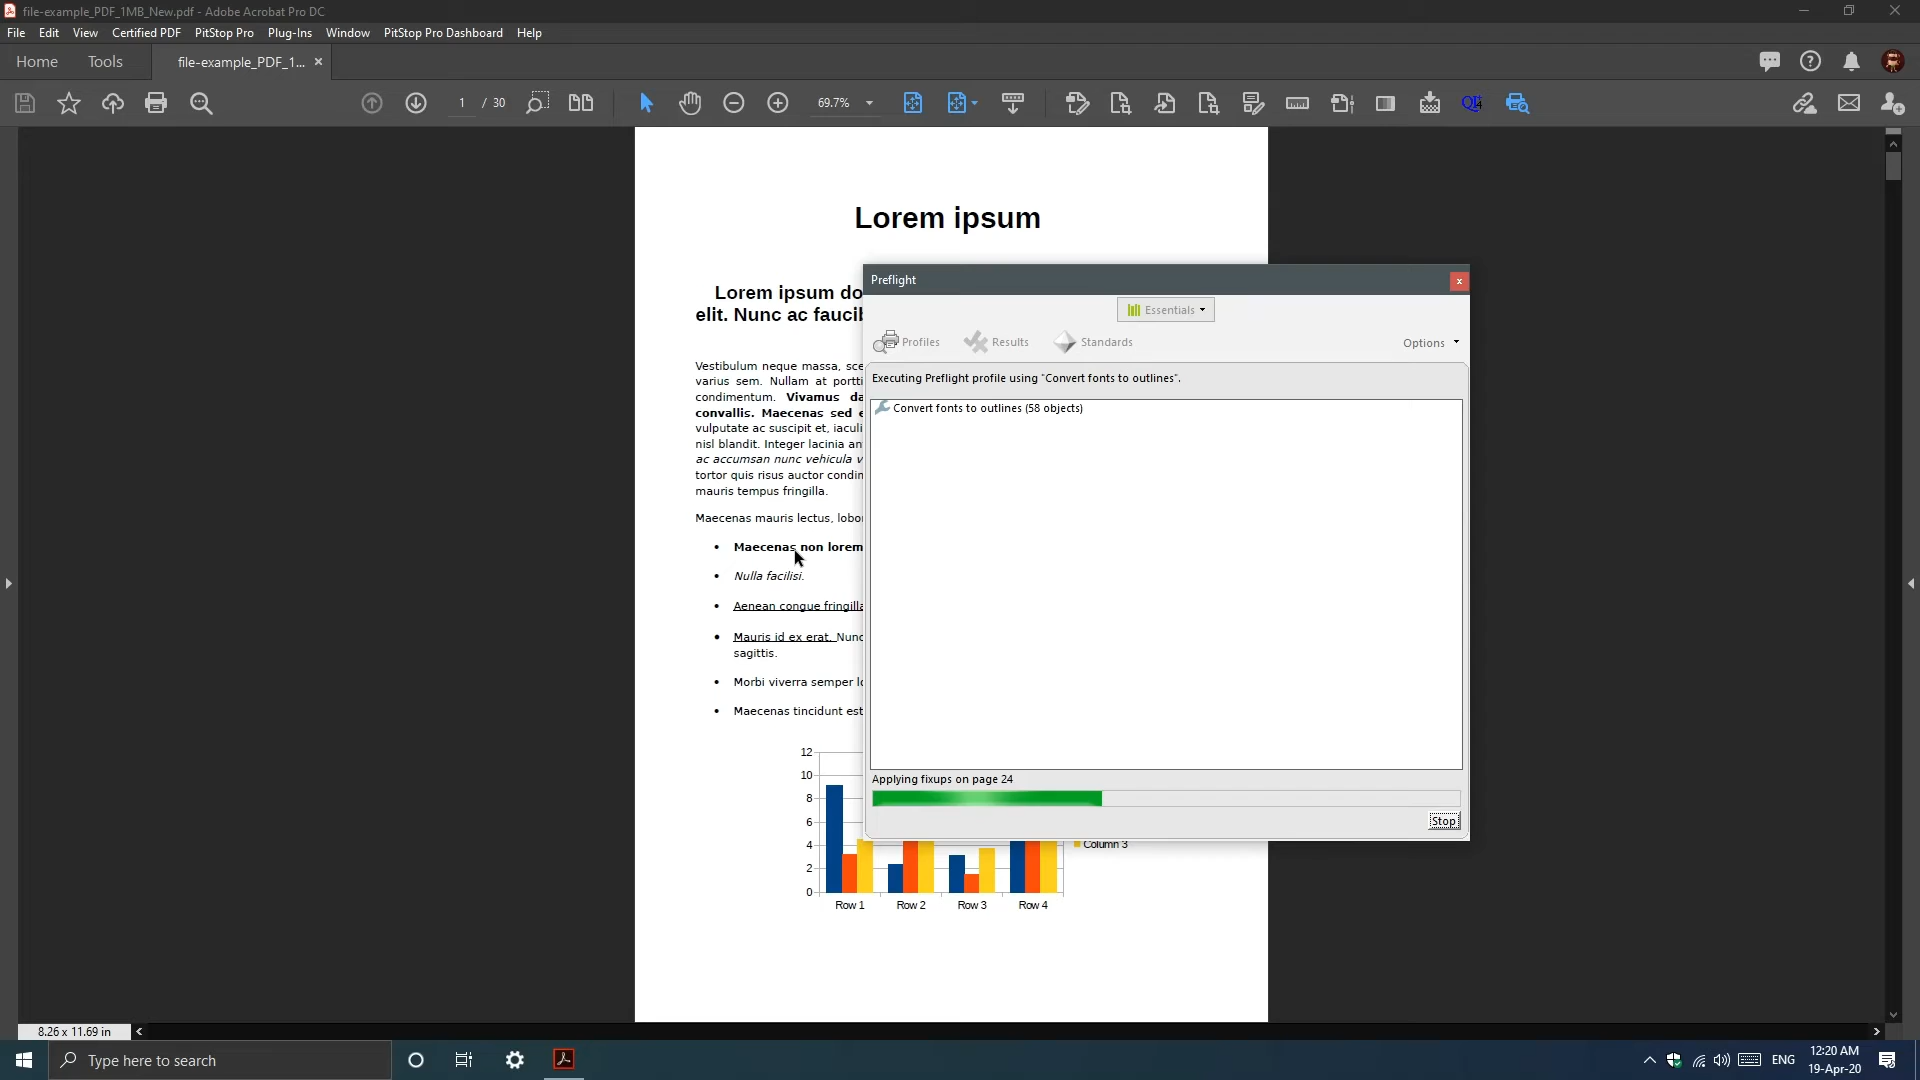 file-example_PDF_1MB_New.pdf - Adobe Acrobat Pro DC
File Edit View Certified PDF PitStop Pro Plug-Ins Window PitStop Pro Dashboard Help
Home Tools file-example_PDF_1... ×
1 / 30 69.7%
Lorem ipsum
Lorem ipsum do
elit. Nunc ac faucib
Vestibulum neque massa, sce
varius sem. Nullam at portti
condimentum. Vivamus da
convallis. Maecenas sed e
vulputate ac suscipit et, iaculi
nisl blandit. Integer lacinia an
ac accumsan nunc vehicula v
tortor quis risus auctor condin
mauris tempus fringilla.
Maecenas mauris lectus, lobor
• Maecenas non lorem
• Nulla facilisi.
• Aenean congue fringilla
• Mauris id ex erat. Nunc
sagittis.
• Morbi viverra semper lo
• Maecenas tincidunt est
Preflight
Essentials
Profiles Results Standards Options
Executing Preflight profile using "Convert fonts to outlines".
Convert fonts to outlines (58 objects)
Applying fixups on page 24
Stop
12
10
8
6
4
2
0
Column 3
Row 1 Row 2 Row 3 Row 4
8.26 x 11.69 in
Type here to search
ENG
12:20 AM
19-Apr-20